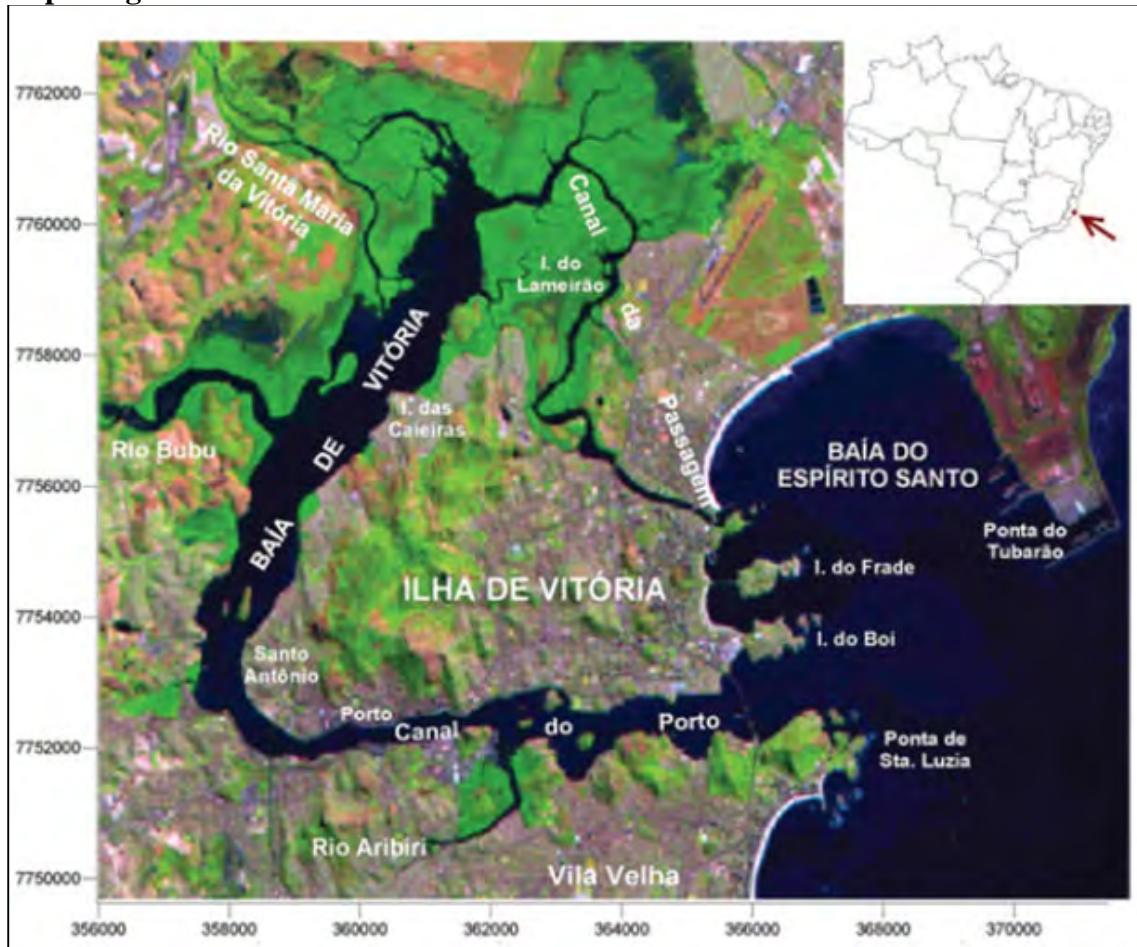 7762000
7760000
7758000
7756000
7754000
7752000
7750000
Rio Santa Maria
da Vitória
Canal
da
Passagem
I. do
Lameirão
BAÍA
DE
VITÓRIA
I. das
Caieiras
Rio Bubu
BAÍA DO
ESPÍRITO SANTO
Ponta do
Tubarão
I. do Frade
ILHA DE VITÓRIA
I. do Boi
Santo
Antônio
Porto
Canal
do
Porto
Ponta de
Sta. Luzia
Rio Aribiri
Vila Velha
356000
358000
360000
362000
364000
366000
368000
370000